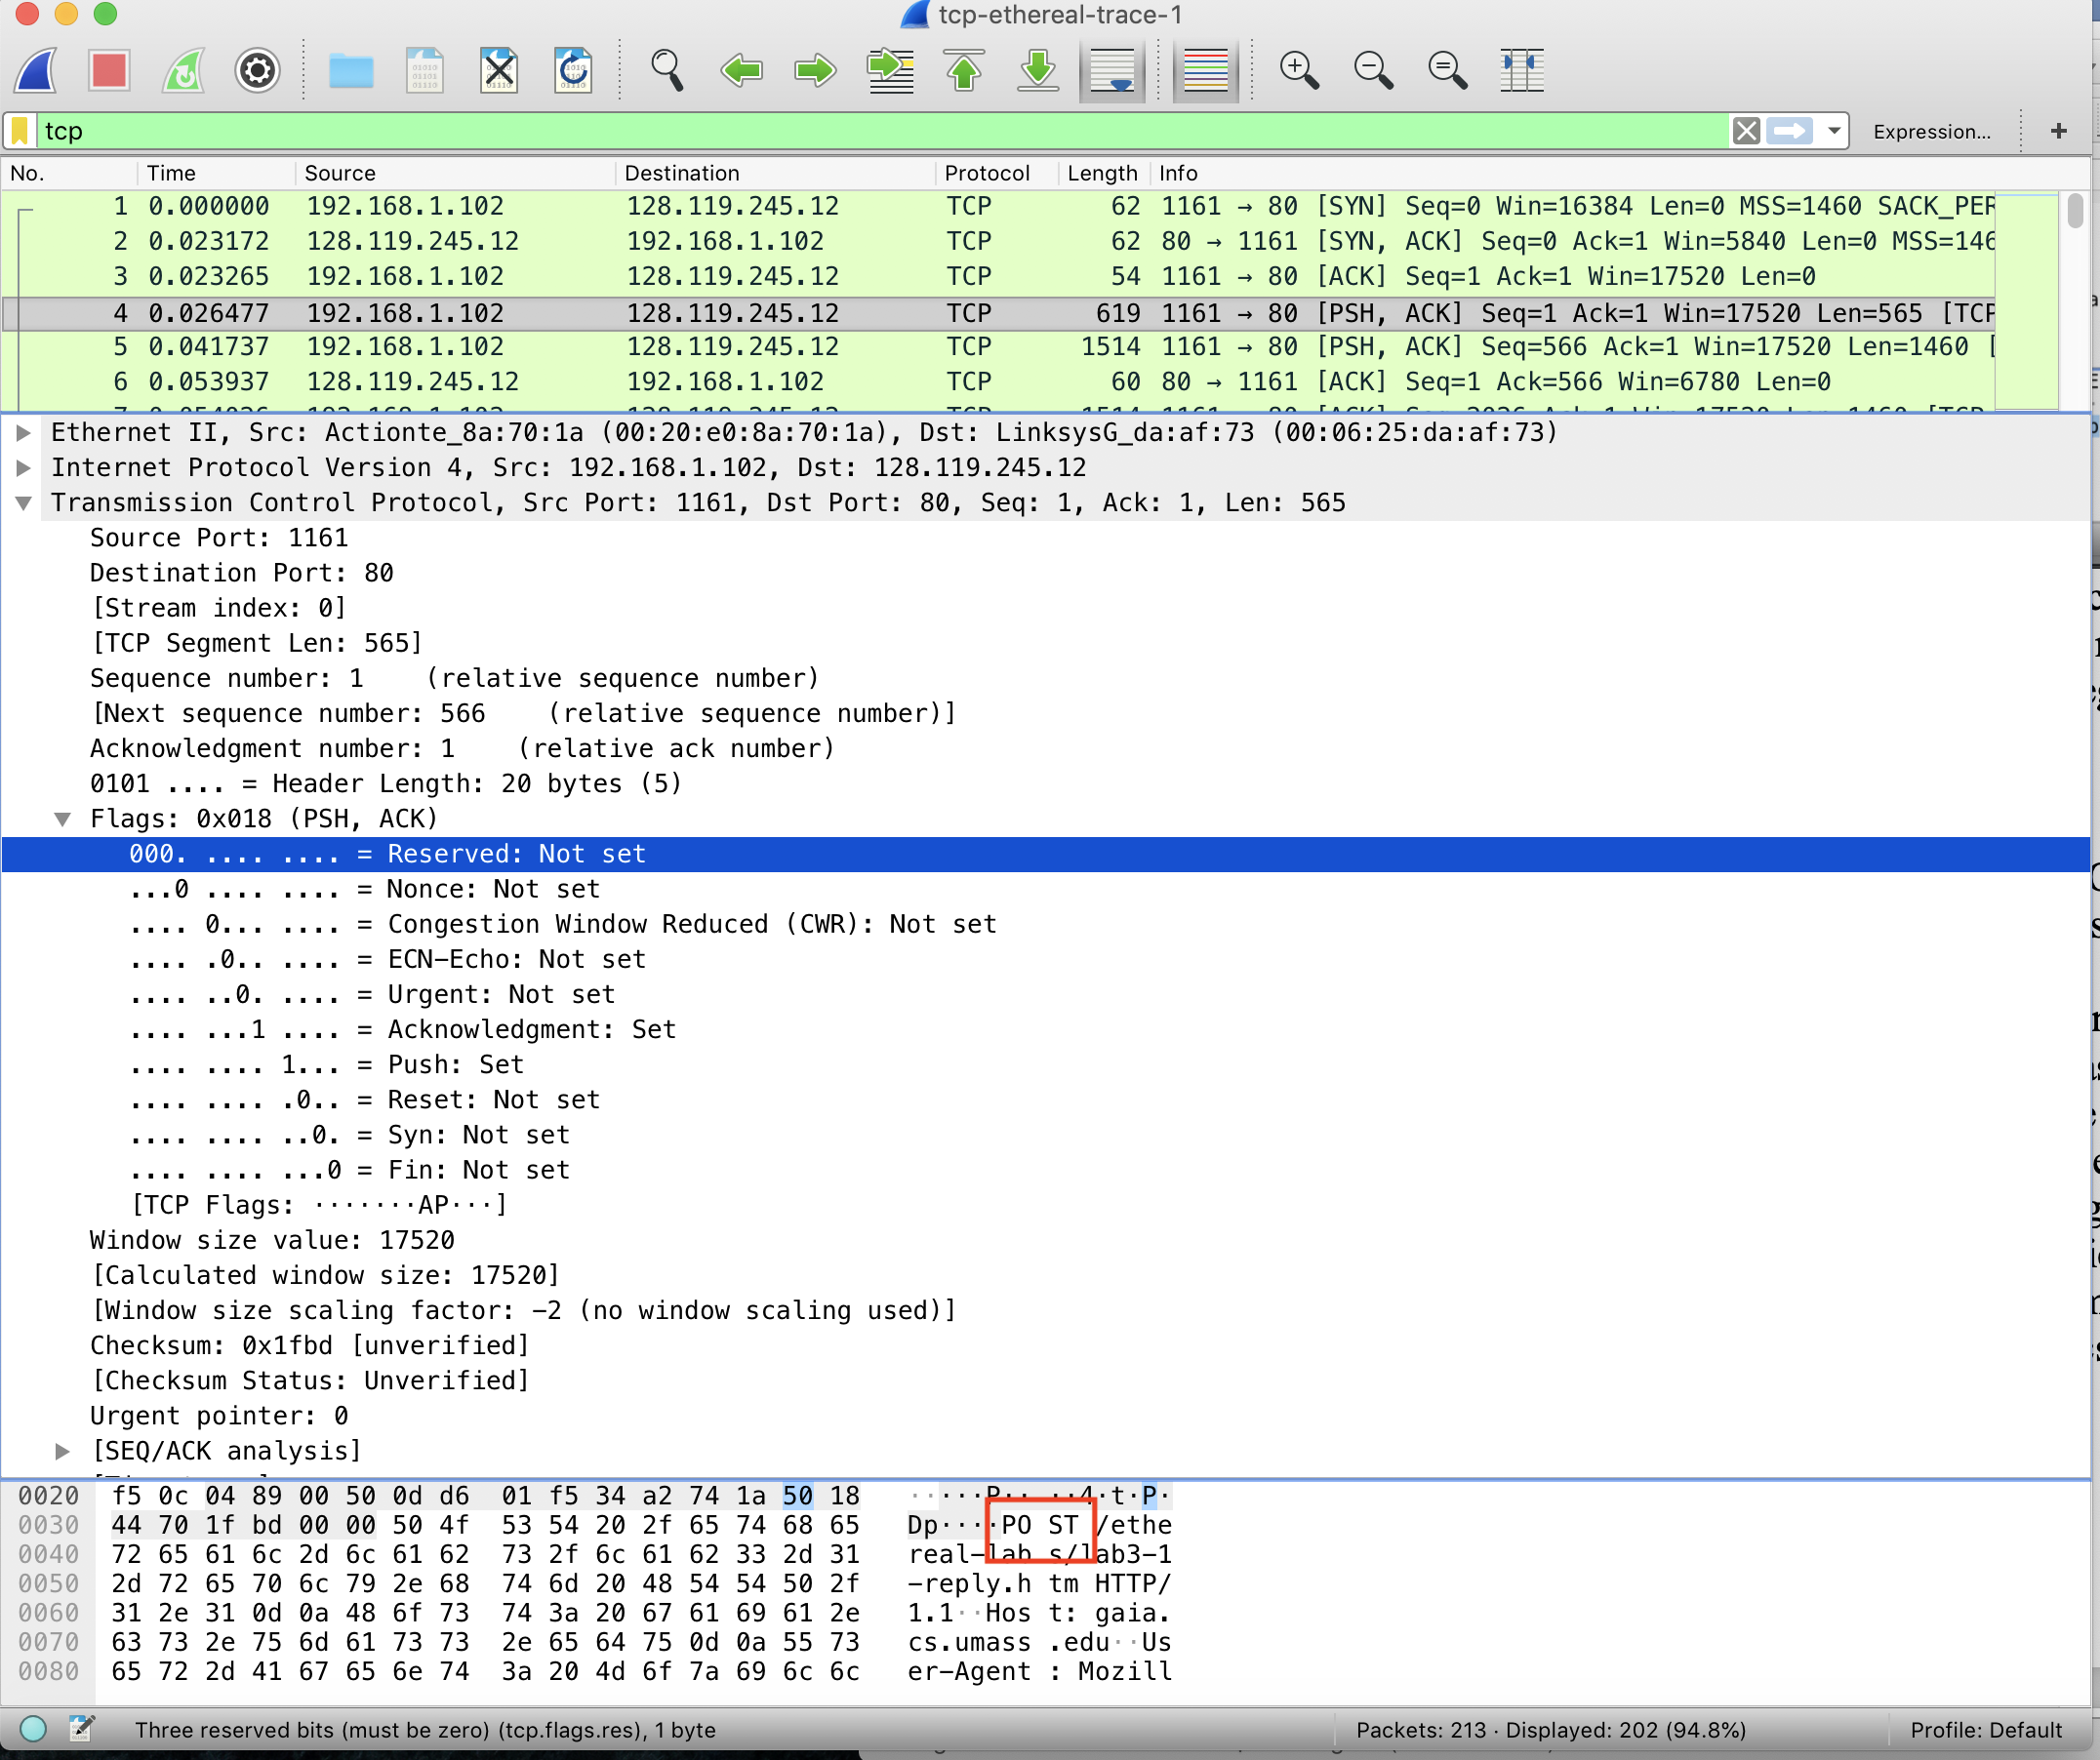 tcp-ethereal-trace-1
tcp
Expression...
+
No. Time Source Destination Protocol Length Info
1 0.000000 192.168.1.102 128.119.245.12 TCP 62 1161 → 80 [SYN] Seq=0 Win=16384 Len=0 MSS=1460 SACK_PER
2 0.023172 128.119.245.12 192.168.1.102 TCP 62 80 → 1161 [SYN, ACK] Seq=0 Ack=1 Win=5840 Len=0 MSS=146
3 0.023265 192.168.1.102 128.119.245.12 TCP 54 1161 → 80 [ACK] Seq=1 Ack=1 Win=17520 Len=0
4 0.026477 192.168.1.102 128.119.245.12 TCP 619 1161 → 80 [PSH, ACK] Seq=1 Ack=1 Win=17520 Len=565 [TCP
5 0.041737 192.168.1.102 128.119.245.12 TCP 1514 1161 → 80 [PSH, ACK] Seq=566 Ack=1 Win=17520 Len=1460 [
6 0.053937 128.119.245.12 192.168.1.102 TCP 60 80 → 1161 [ACK] Seq=1 Ack=566 Win=6780 Len=0
Ethernet II, Src: Actionte_8a:70:1a (00:20:e0:8a:70:1a), Dst: LinksysG_da:af:73 (00:06:25:da:af:73)
Internet Protocol Version 4, Src: 192.168.1.102, Dst: 128.119.245.12
Transmission Control Protocol, Src Port: 1161, Dst Port: 80, Seq: 1, Ack: 1, Len: 565
Source Port: 1161
Destination Port: 80
[Stream index: 0]
[TCP Segment Len: 565]
Sequence number: 1    (relative sequence number)
[Next sequence number: 566    (relative sequence number)]
Acknowledgment number: 1    (relative ack number)
0101 .... = Header Length: 20 bytes (5)
Flags: 0x018 (PSH, ACK)
000. .... .... = Reserved: Not set
...0 .... .... = Nonce: Not set
.... 0... .... = Congestion Window Reduced (CWR): Not set
.... .0.. .... = ECN-Echo: Not set
.... ..0. .... = Urgent: Not set
.... ...1 .... = Acknowledgment: Set
.... .... 1... = Push: Set
.... .... .0.. = Reset: Not set
.... .... ..0. = Syn: Not set
.... .... ...0 = Fin: Not set
[TCP Flags: ·······AP···]
Window size value: 17520
[Calculated window size: 17520]
[Window size scaling factor: -2 (no window scaling used)]
Checksum: 0x1fbd [unverified]
[Checksum Status: Unverified]
Urgent pointer: 0
[SEQ/ACK analysis]
0020 f5 0c 04 89 00 50 0d d6 01 f5 34 a2 74 1a 50 18 ·····P·· ··4·t·P·
0030 44 70 1f bd 00 00 50 4f 53 54 20 2f 65 74 68 65 Dp····PO ST /ethe
0040 72 65 61 6c 2d 6c 61 62 73 2f 6c 61 62 33 2d 31 real-lab s/lab3-1
0050 2d 72 65 70 6c 79 2e 68 74 6d 20 48 54 54 50 2f -reply.h tm HTTP/
0060 31 2e 31 0d 0a 48 6f 73 74 3a 20 67 61 69 61 2e 1.1··Hos t: gaia.
0070 63 73 2e 75 6d 61 73 73 2e 65 64 75 0d 0a 55 73 cs.umass .edu··Us
0080 65 72 2d 41 67 65 6e 74 3a 20 4d 6f 7a 69 6c 6c er-Agent : Mozill
Three reserved bits (must be zero) (tcp.flags.res), 1 byte
Packets: 213 · Displayed: 202 (94.8%)
Profile: Default